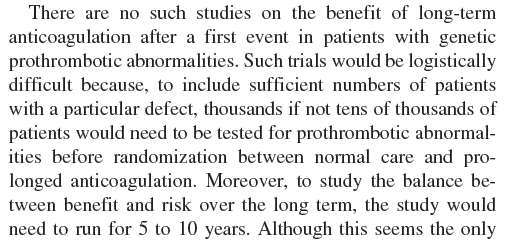 There are no such studies on the benefit of long-term
anticoagulation after a first event in patients with genetic
prothrombotic abnormalities. Such trials would be logistically
difficult because, to include sufficient numbers of patients
with a particular defect, thousands if not tens of thousands of
patients would need to be tested for prothrombotic abnormal-
ities before randomization between normal care and pro-
longed anticoagulation. Moreover, to study the balance be-
tween benefit and risk over the long term, the study would
need to run for 5 to 10 years. Although this seems the only